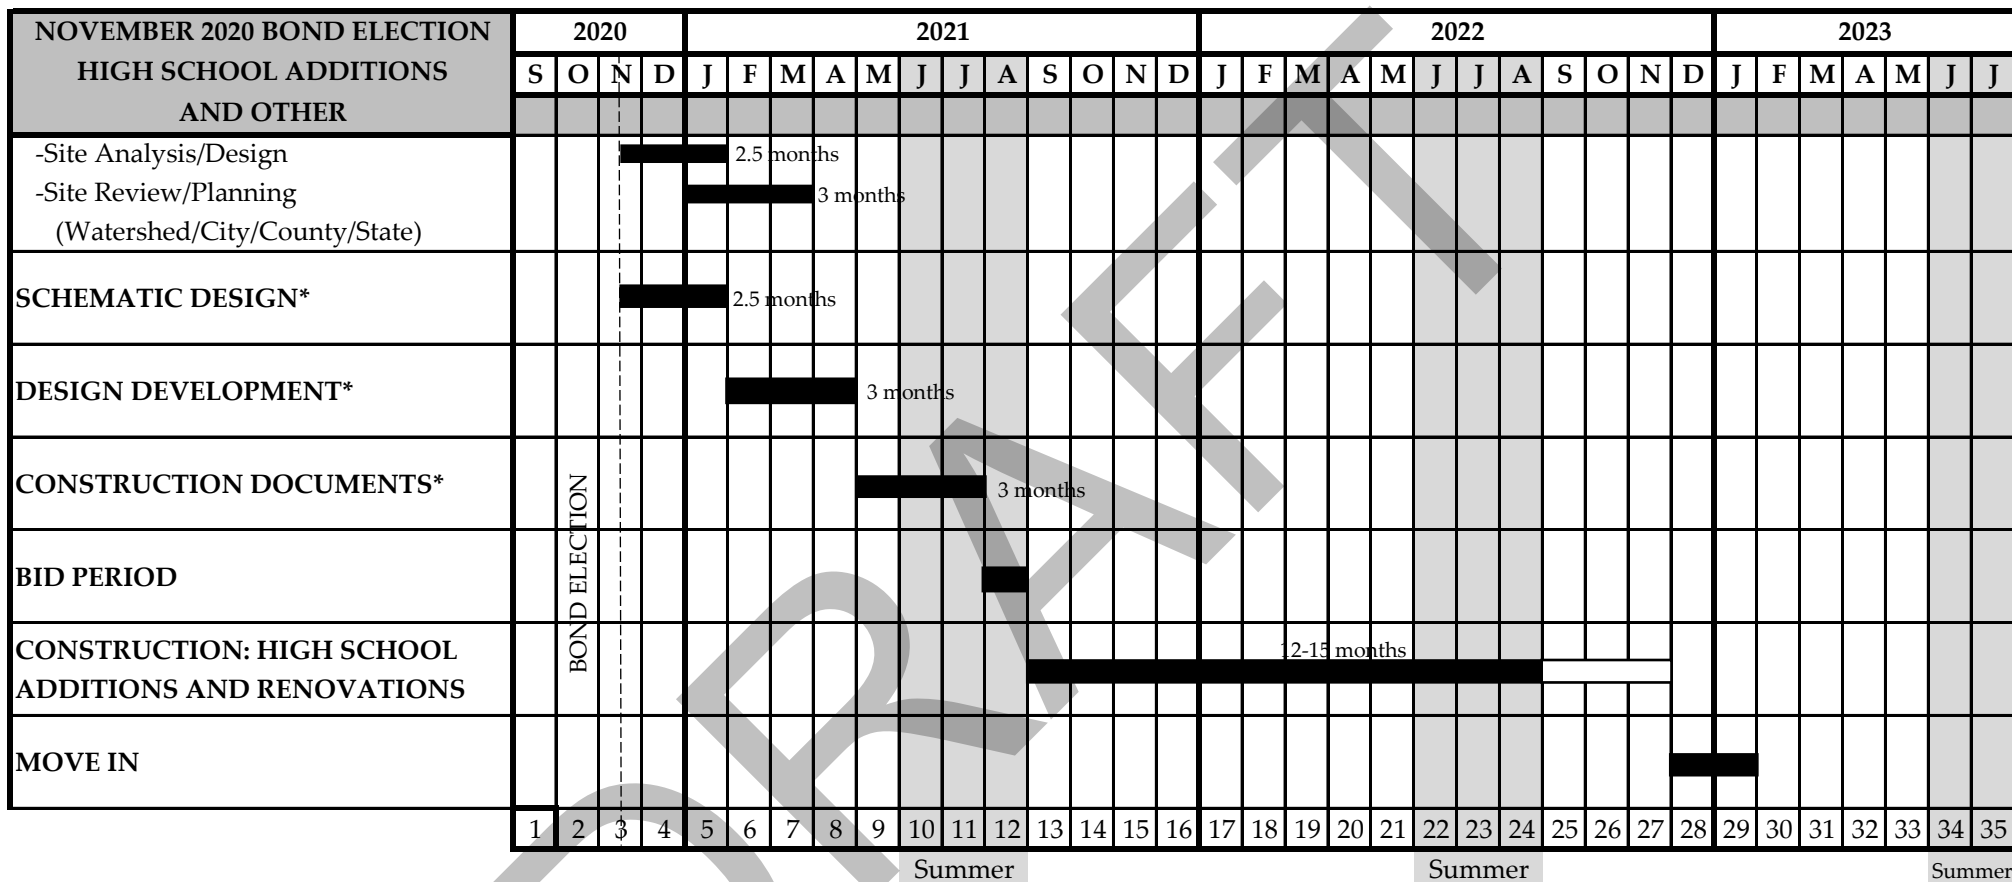 NOVEMBER 2020 BOND ELECTION
HIGH SCHOOL ADDITIONS
AND OTHER
2020 2021 2022 2023
S O N D J F M A M J J A S O N D J F M A M J J A S O N D J F M A M J J
-Site Analysis/Design 2.5 months
-Site Review/Planning 3 months
(Watershed/City/County/State)
SCHEMATIC DESIGN* 2.5 months
DESIGN DEVELOPMENT* 3 months
CONSTRUCTION DOCUMENTS* 3 months
BOND ELECTION
BID PERIOD
CONSTRUCTION: HIGH SCHOOL 12-15 months
ADDITIONS AND RENOVATIONS
MOVE IN
1 2 3 4 5 6 7 8 9 10 11 12 13 14 15 16 17 18 19 20 21 22 23 24 25 26 27 28 29 30 31 32 33 34 35
Summer Summer Summer
DRAFT